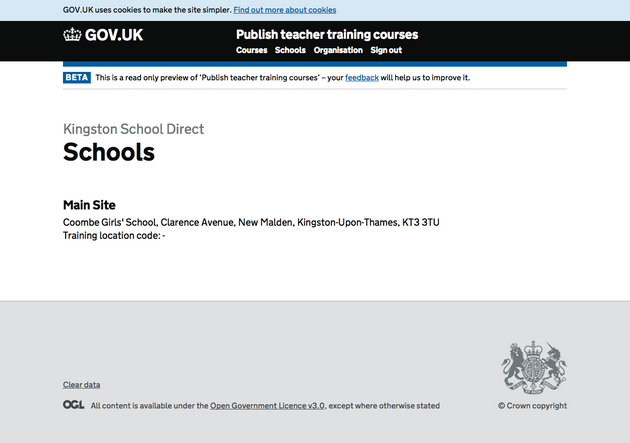 GOV.UK uses cookies to make the site simpler. Find out more about cookies
GOV.UK
Publish teacher training courses
Courses Schools Organisation Sign out
BETA This is a read only preview of 'Publish teacher training courses' – your feedback will help us to improve it.
Kingston School Direct
Schools
Main Site
Coombe Girls' School, Clarence Avenue, New Malden, Kingston-Upon-Thames, KT3 3TU
Training location code: -
Clear data
OGL All content is available under the Open Government Licence v3.0, except where otherwise stated
© Crown copyright